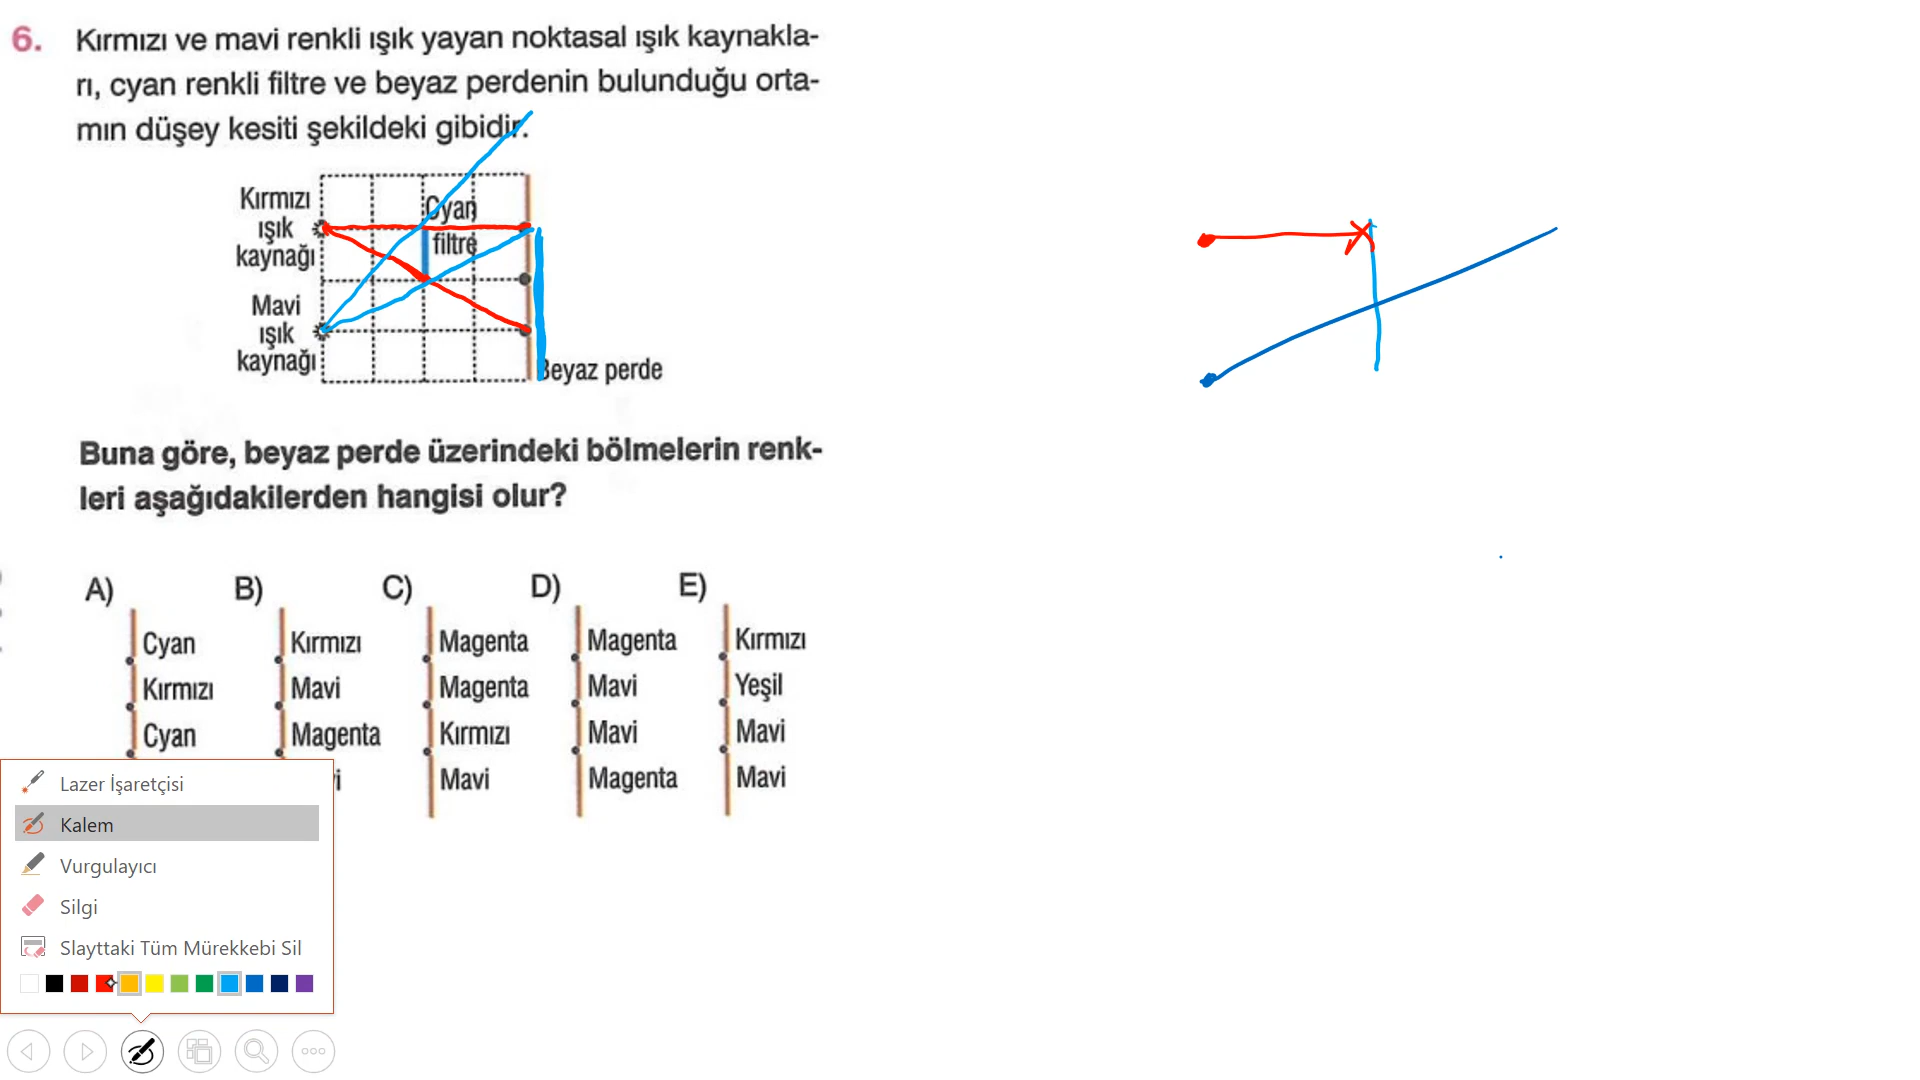 6. Kırmızı ve mavi renkli ışık yayan noktasal ışık kaynakla-
rı, cyan renkli filtre ve beyaz perdenin bulunduğu orta-
mın düşey kesiti şekildeki gibidir.
Kırmızı
ışık
kaynağı
Cyan
filtre
Mavi
ışık
kaynağı
Beyaz perde
Buna göre, beyaz perde üzerindeki bölmelerin renk-
leri aşağıdakilerden hangisi olur?
A) B) C) D) E)
Cyan Kırmızı Magenta Magenta Kırmızı
Kırmızı Mavi Magenta Mavi Yeşil
Cyan Magenta Kırmızı Mavi Mavi
Mavi Magenta Mavi
Lazer İşaretçisi
Kalem
Vurgulayıcı
Silgi
Slayttaki Tüm Mürekkebi Sil